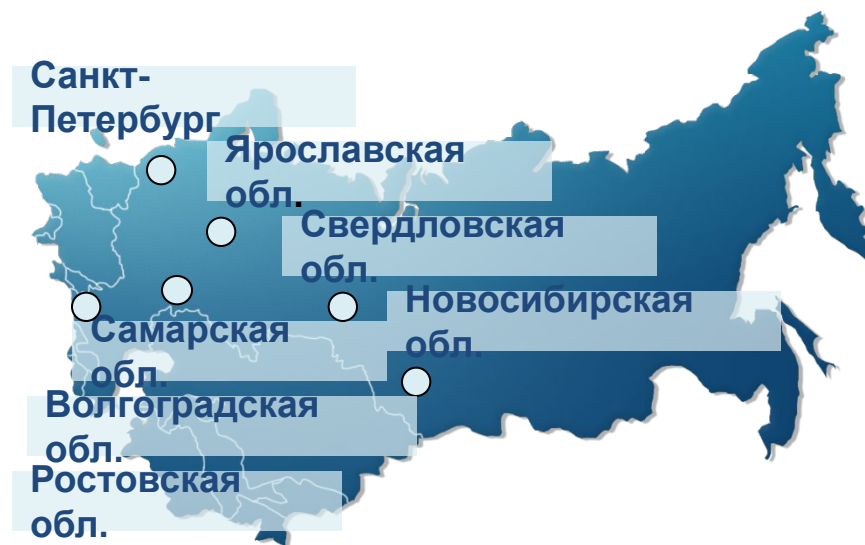 Санкт-
Петербург
Ярославская
обл.
Свердловская
обл.
Новосибирская
обл.
Самарская
обл.
Волгоградская
обл.
Ростовская
обл.